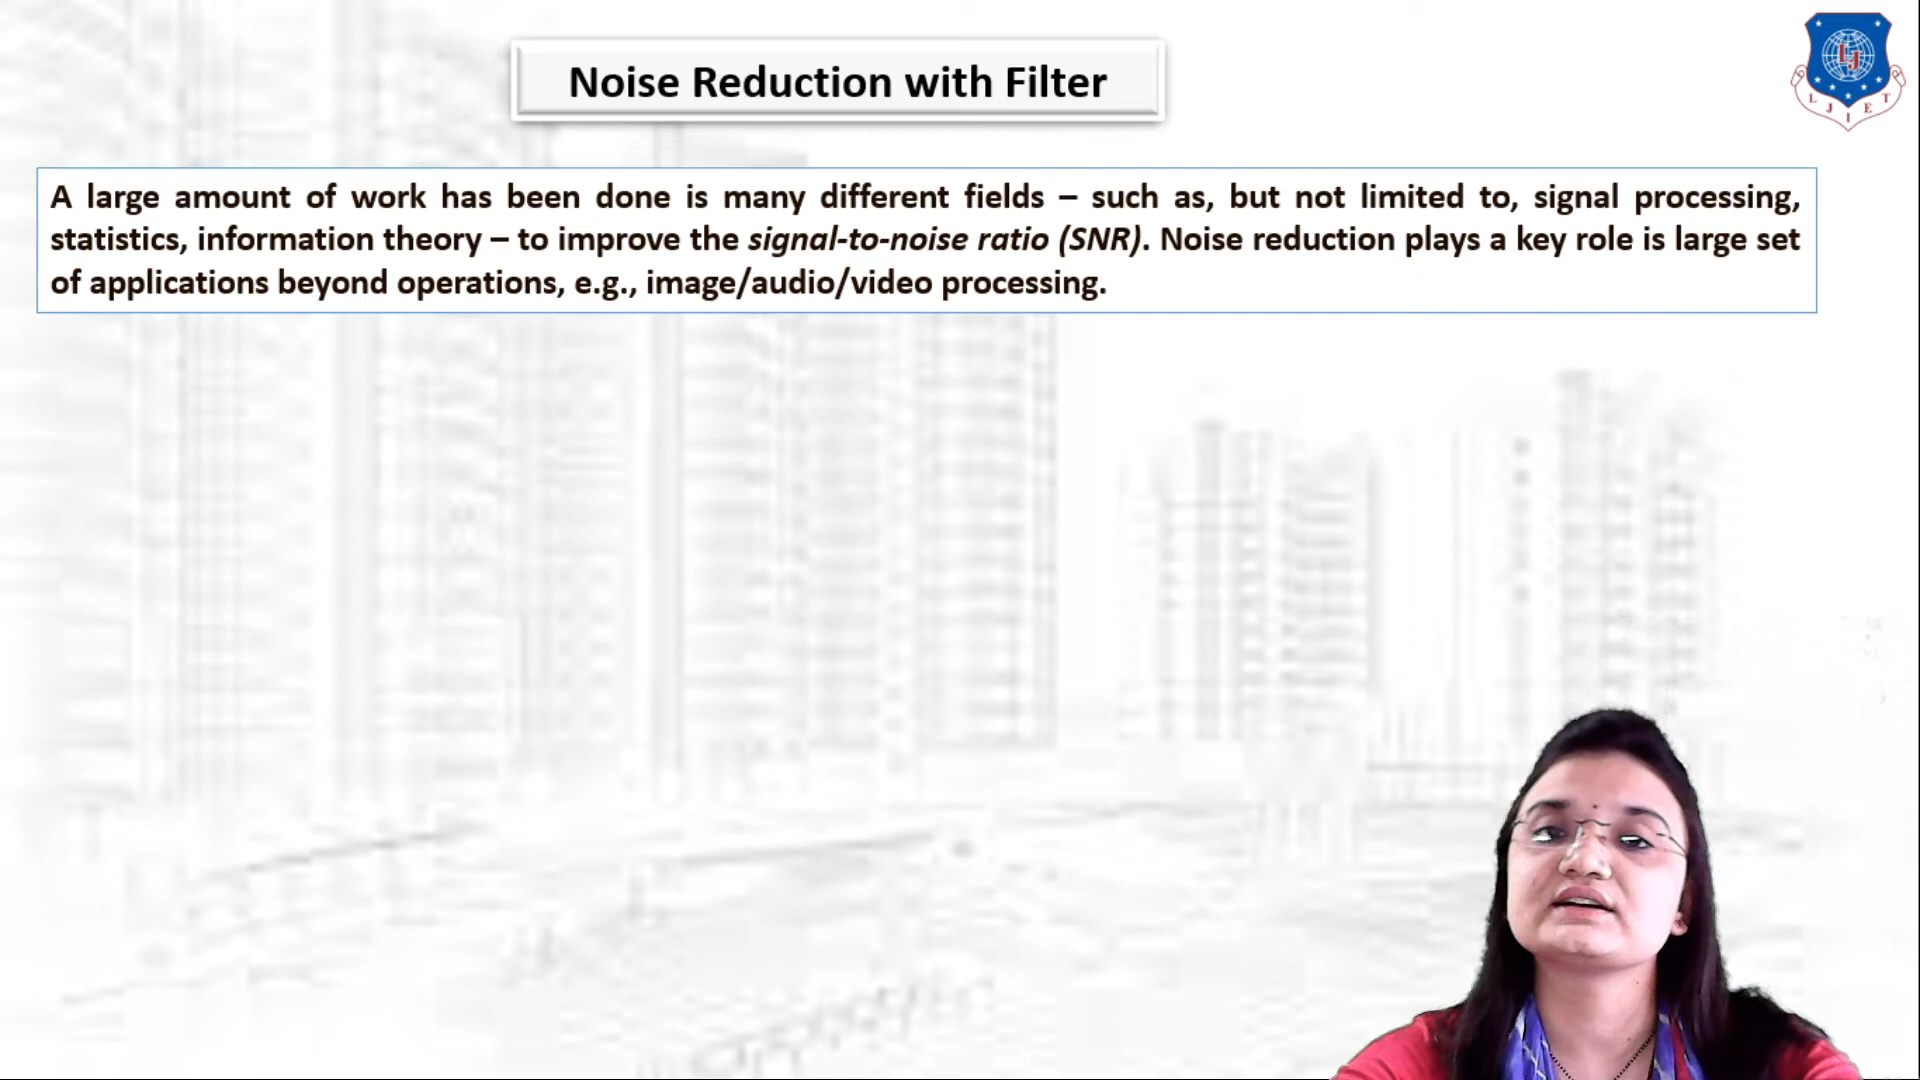 Noise Reduction with Filter
A large amount of work has been done is many different fields – such as, but not limited to, signal processing,
statistics, information theory – to improve the signal-to-noise ratio (SNR). Noise reduction plays a key role is large set
of applications beyond operations, e.g., image/audio/video processing.
LJ
L J I E T